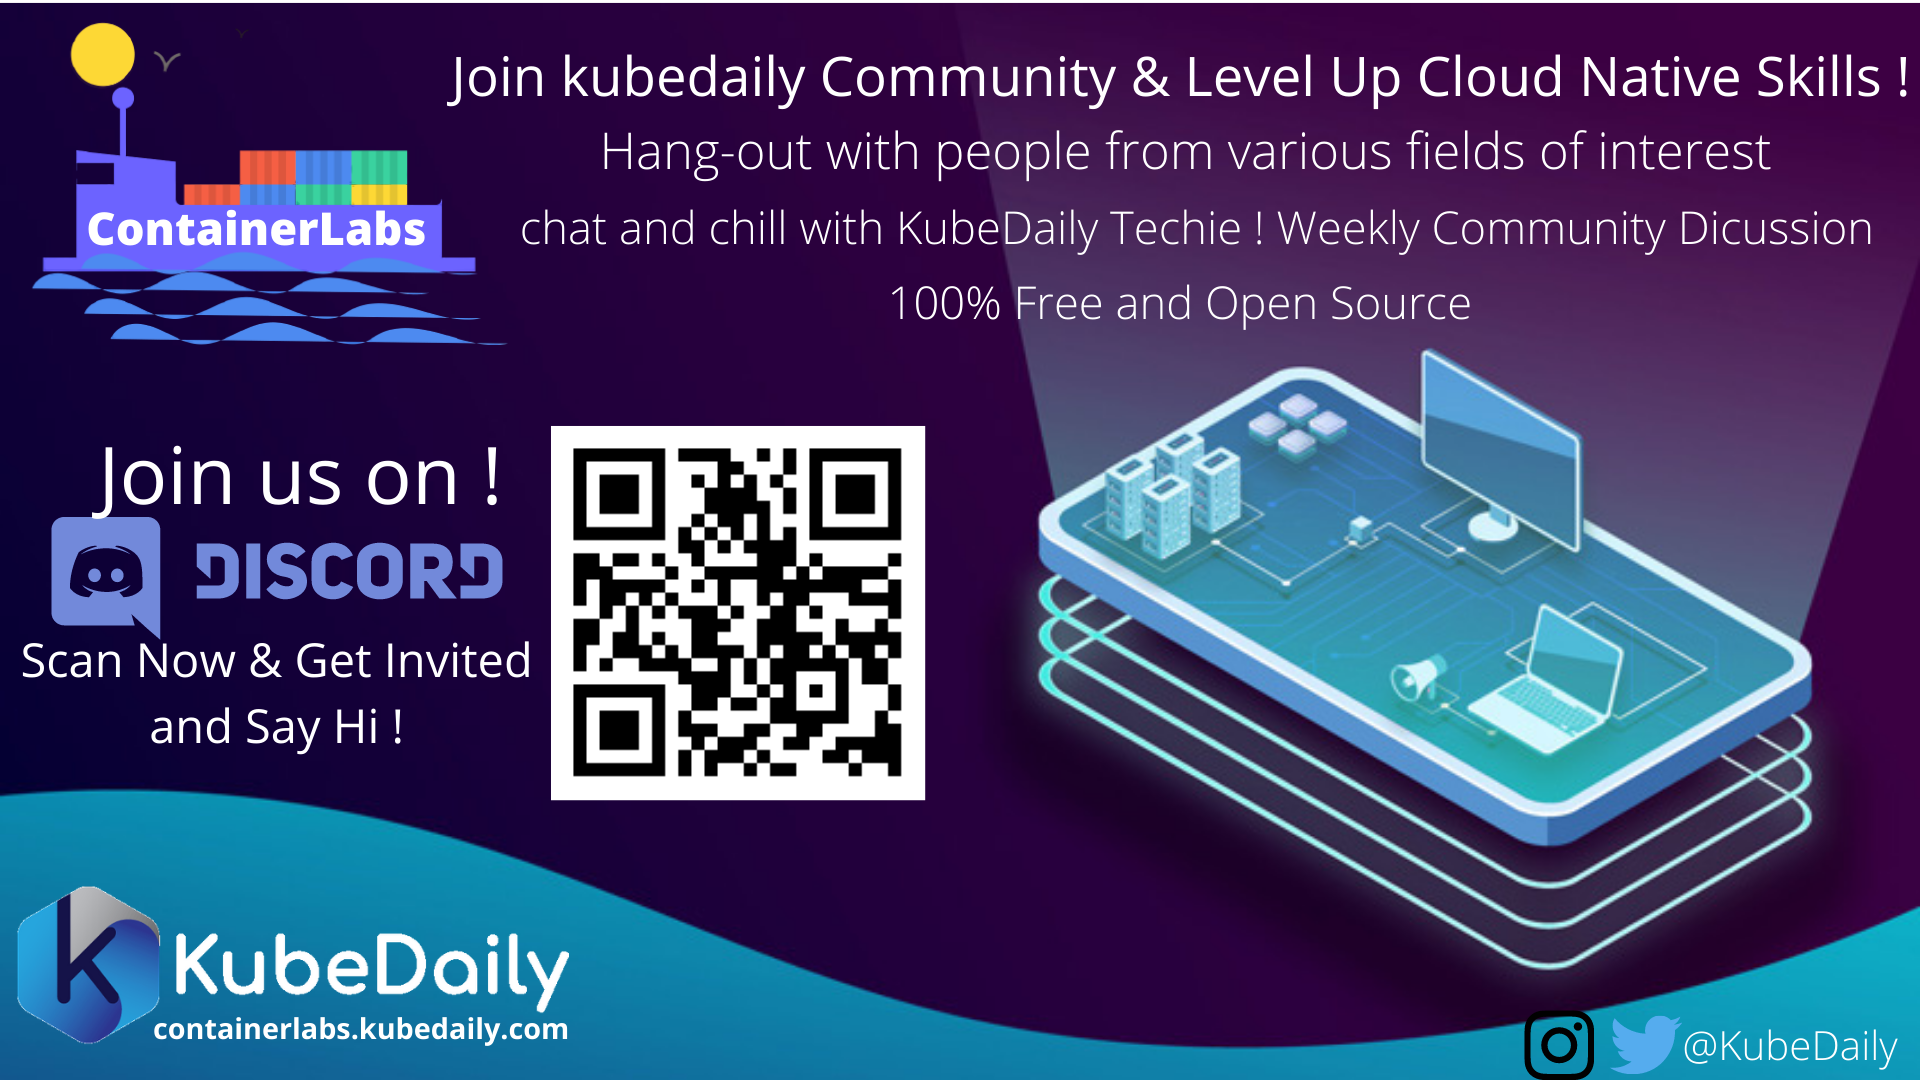 Join kubedaily Community & Level Up Cloud Native Skills !
Hang-out with people from various fields of interest
chat and chill with KubeDaily Techie ! Weekly Community Dicussion
100% Free and Open Source
ContainerLabs
Join us on !
DISCORD
Scan Now & Get Invited
and Say Hi !
KubeDaily
containerlabs.kubedaily.com
@KubeDaily